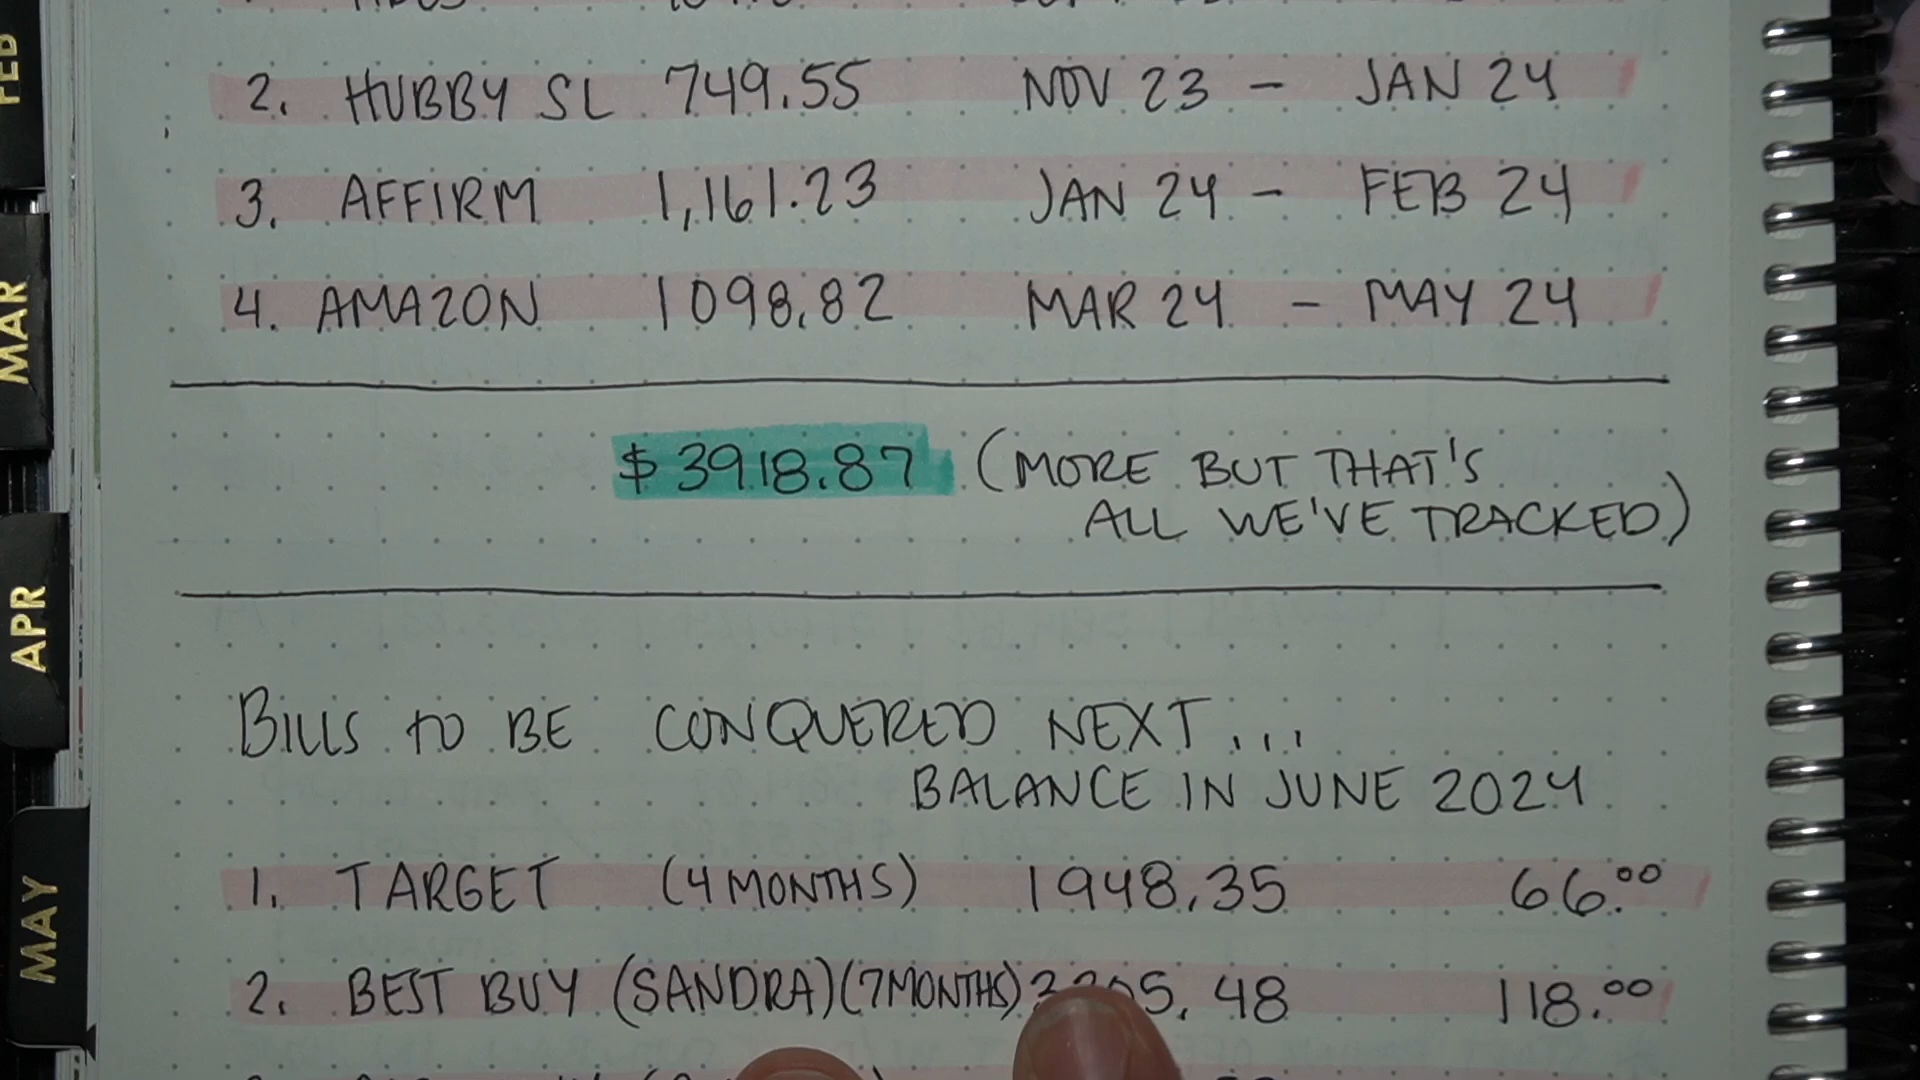 2. HUBBY SL 749.55 NOV 23 - JAN 24
3. AFFIRM 1,161.23 JAN 24 - FEB 24
4. AMAZON 1098.82 MAR 24 - MAY 24
$3918.87 (MORE BUT THAT'S
ALL WE'VE TRACKED)
BILLS TO BE CONQUERED NEXT...
BALANCE IN JUNE 2024
1. TARGET (4 MONTHS) 1948.35 66.00
2. BEST BUY (SANDRA) (7 MONTHS) 118.00
FEB
MAR
APR
MAY